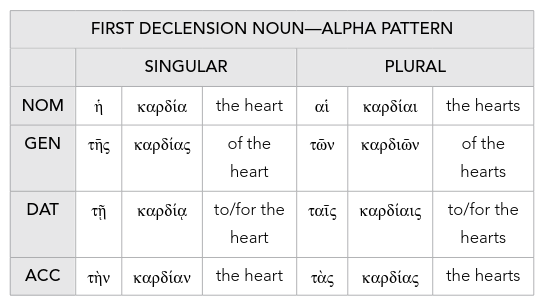 FIRST DECLENSION NOUN—ALPHA PATTERN
SINGULAR PLURAL
NOM ἡ καρδία the heart αἱ καρδίαι the hearts
GEN τῆς καρδίας of the τῶν καρδιῶν of the
heart hearts
DAT τῇ καρδίᾳ to/for the ταῖς καρδίαις to/for the
heart hearts
ACC τὴν καρδίαν the heart τὰς καρδίας the hearts